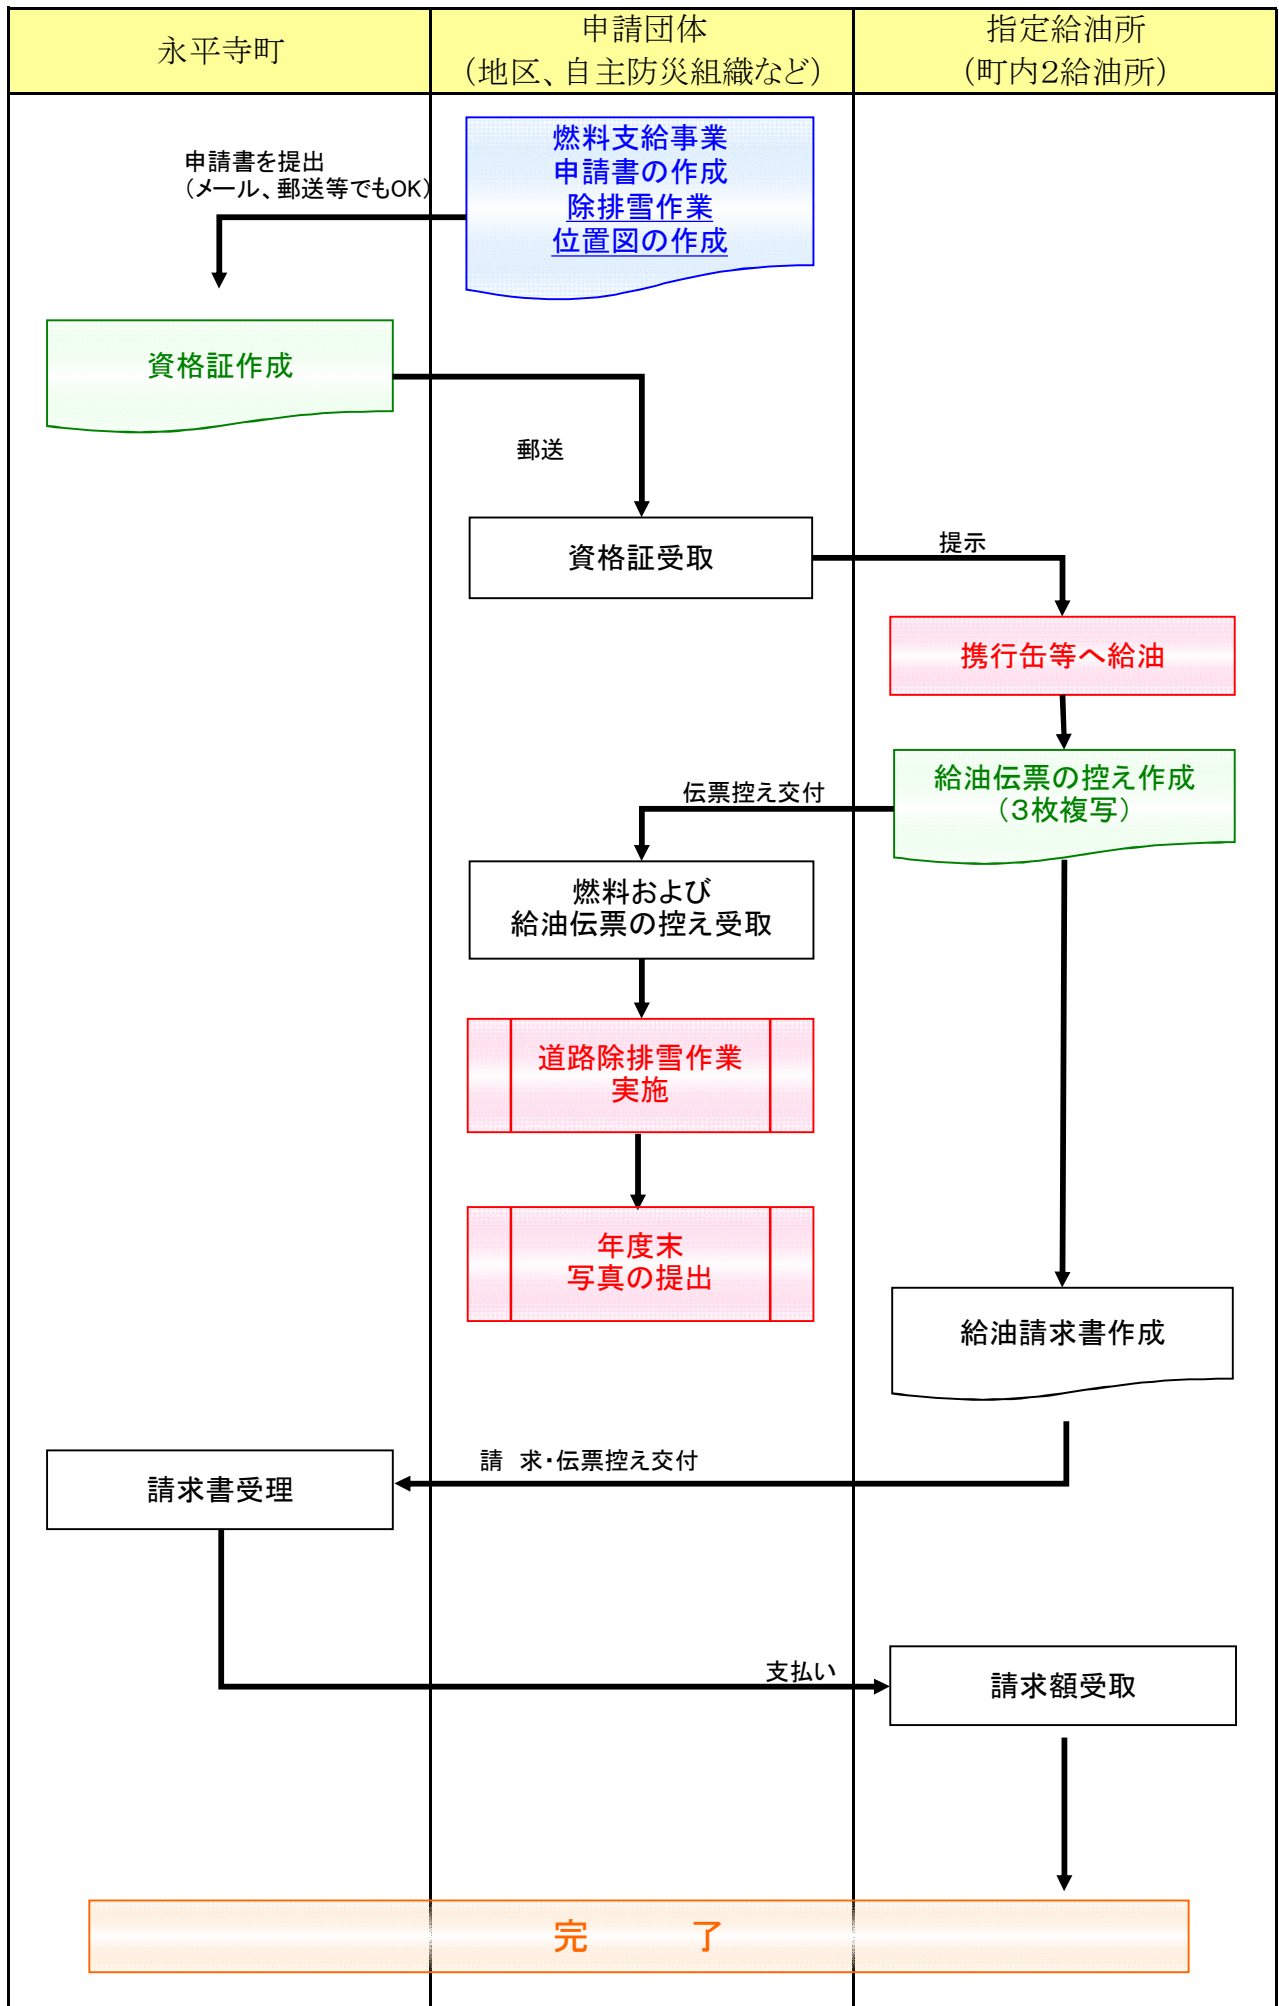 永平寺町
申請団体
（地区、自主防災組織など）
指定給油所
（町内2給油所）
燃料支給事業
申請書の作成
除排雪作業
位置図の作成
申請書を提出
（メール、郵送等でもOK）
資格証作成
郵送
資格証受取
提示
携行缶等へ給油
給油伝票の控え作成
（３枚複写）
伝票控え交付
燃料および
給油伝票の控え受取
道路除排雪作業
実施
年度末
写真の提出
給油請求書作成
請　求・伝票控え交付
請求書受理
支払い
請求額受取
完　　　了